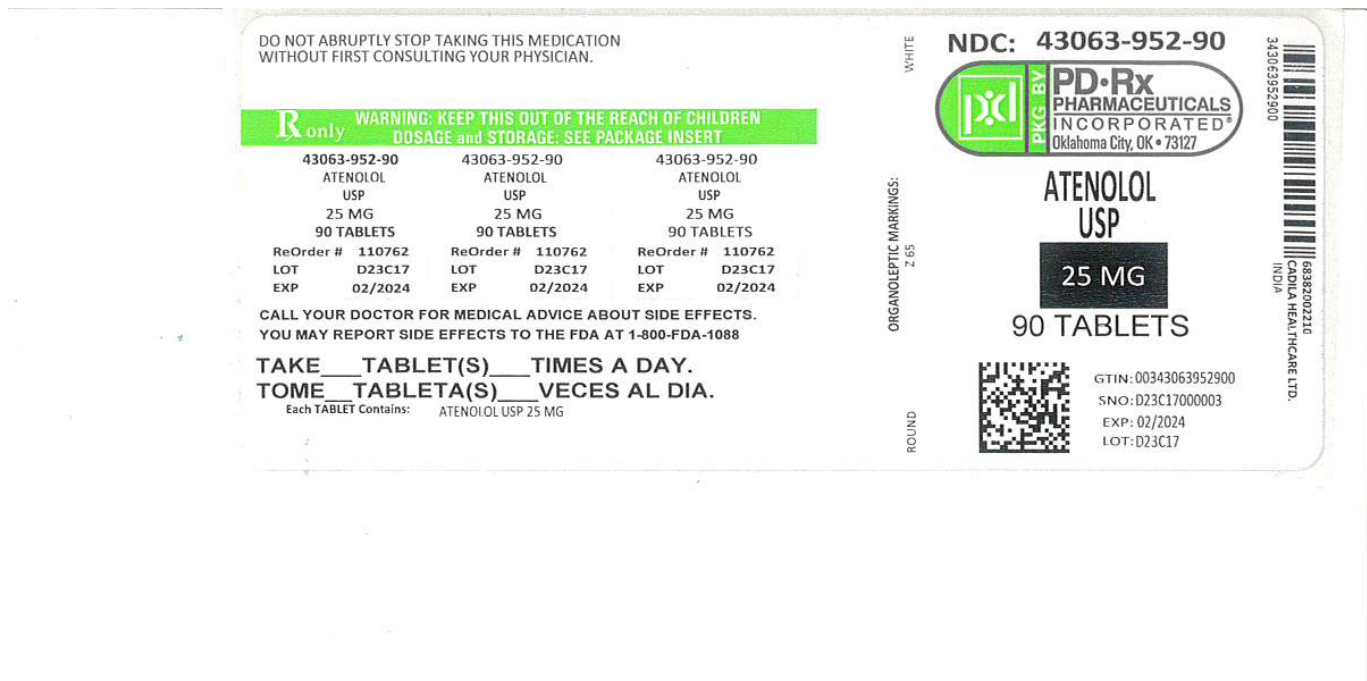 DO NOT ABRUPTLY STOP TAKING THIS MEDICATION
WITHOUT FIRST CONSULTING YOUR PHYSICIAN.
Rx only
WARNING: KEEP THIS OUT OF THE REACH OF CHILDREN
DOSAGE and STORAGE: SEE PACKAGE INSERT
43063-952-90 43063-952-90 43063-952-90
ATENOLOL ATENOLOL ATENOLOL
USP USP USP
25 MG 25 MG 25 MG
90 TABLETS 90 TABLETS 90 TABLETS
ReOrder # 110762 ReOrder # 110762 ReOrder # 110762
LOT D23C17 LOT D23C17 LOT D23C17
EXP 02/2024 EXP 02/2024 EXP 02/2024
CALL YOUR DOCTOR FOR MEDICAL ADVICE ABOUT SIDE EFFECTS.
YOU MAY REPORT SIDE EFFECTS TO THE FDA AT 1-800-FDA-1088
TAKE___TABLET(S)___TIMES A DAY.
TOME__TABLETA(S)___VECES AL DIA.
Each TABLET Contains: ATENOLOL USP 25 MG
WHITE
ORGANOLEPTIC MARKINGS:
Z 65
ROUND
NDC: 43063-952-90
PKG BY
PD•Rx
PHARMACEUTICALS
INCORPORATED®
Oklahoma City, OK • 73127
ATENOLOL
USP
25 MG
90 TABLETS
GTIN: 00343063952900
SNO: D23C17000003
EXP: 02/2024
LOT: D23C17
343063952900
68382002210
CADILA HEALTHCARE LTD.
INDIA